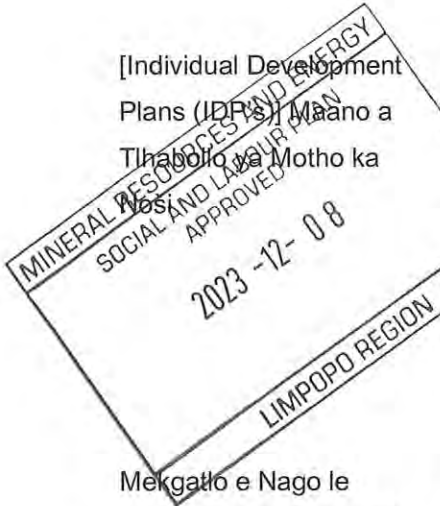 [Individual Development
Plans (IDP's)] Maano a
Tlhabollo ya Motho ka
Nosi
MINERAL RESOURCES AND ENERGY
SOCIAL AND LABOUR PLAN
APPROVED
2023 -12- 08
LIMPOPO REGION
Mekgatlo e Nago le